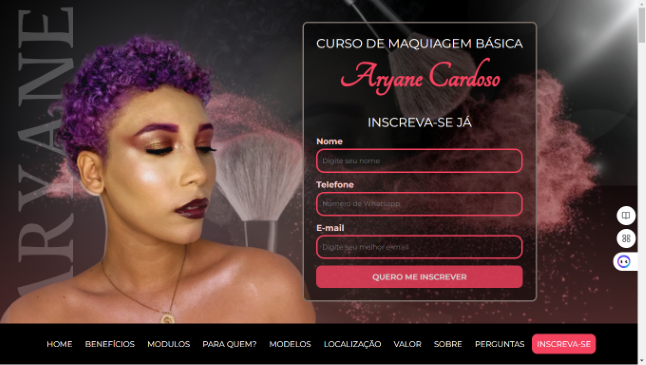 ARYANE
CURSO DE MAQUIAGEM BÁSICA
Aryane Cardoso
INSCREVA-SE JÁ
Nome
Digite seu nome
Telefone
Número de Whatsapp
E-mail
Digite seu melhor e-mail
QUERO ME INSCREVER
HOME BENEFÍCIOS MODULOS PARA QUEM? MODELOS LOCALIZAÇÃO VALOR SOBRE PERGUNTAS INSCREVA-SE